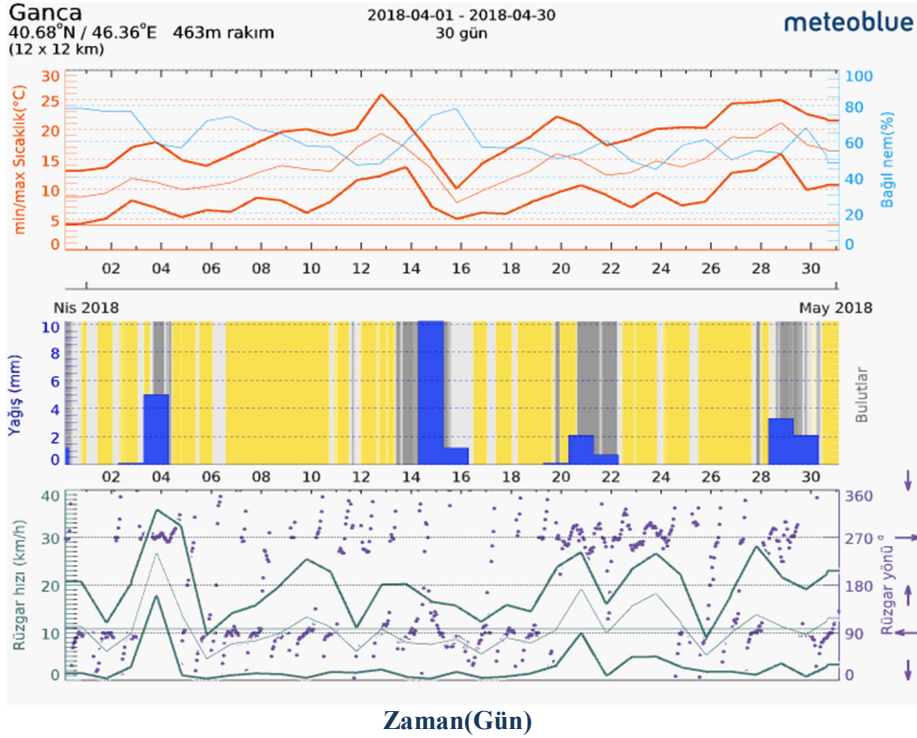 Ganca
40.68°N / 46.36°E 463m rakım
(12 x 12 km)
2018-04-01 - 2018-04-30
30 gün
meteoblue
min/max Sıcaklik(°C)
30
25
20
15
10
5
0
100
80
60
40
20
0
Bağıl nem(%)
02 04 06 08 10 12 14 16 18 20 22 24 26 28 30
Nis 2018
May 2018
Yağış (mm)
10
8
6
4
2
0
Bulutlar
02 04 06 08 10 12 14 16 18 20 22 24 26 28 30
Rüzgar hızı (km/h)
40
30
20
10
0
360
270
180
90
0
Rüzgar yönü °
Zaman(Gün)